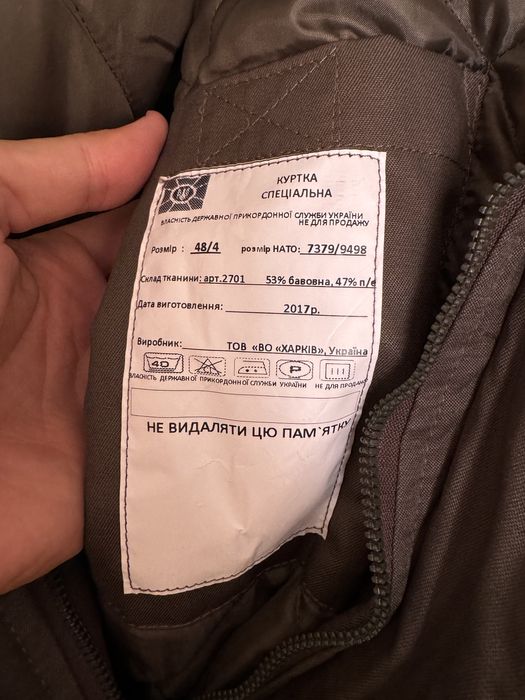 КУРТКА
СПЕЦІАЛЬНА
ВЛАСНІСТЬ ДЕРЖАВНОЇ ПРИКОРДОННОЇ СЛУЖБИ УКРАЇНИ
НЕ ДЛЯ ПРОДАЖУ
Розмір : 48/4 розмір НАТО: 7379/9498
Склад тканини: арт.2701 53% бавовна, 47% п/е
Дата виготовлення: 2017р.
Виробник: ТОВ «ВО «ХАРКІВ», Україна
40 P
ВЛАСНІСТЬ ДЕРЖАВНОЇ ПРИКОРДОННОЇ СЛУЖБИ УКРАЇНИ НЕ ДЛЯ ПРОДАЖУ
НЕ ВИДАЛЯТИ ЦЮ ПАМ`ЯТКУ